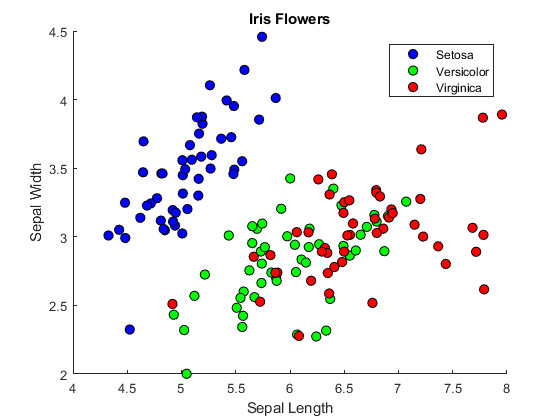 Iris Flowers
Setosa
Versicolor
Virginica
4.5
4
3.5
3
2.5
2
Sepal Width
4 4.5 5 5.5 6 6.5 7 7.5 8
Sepal Length